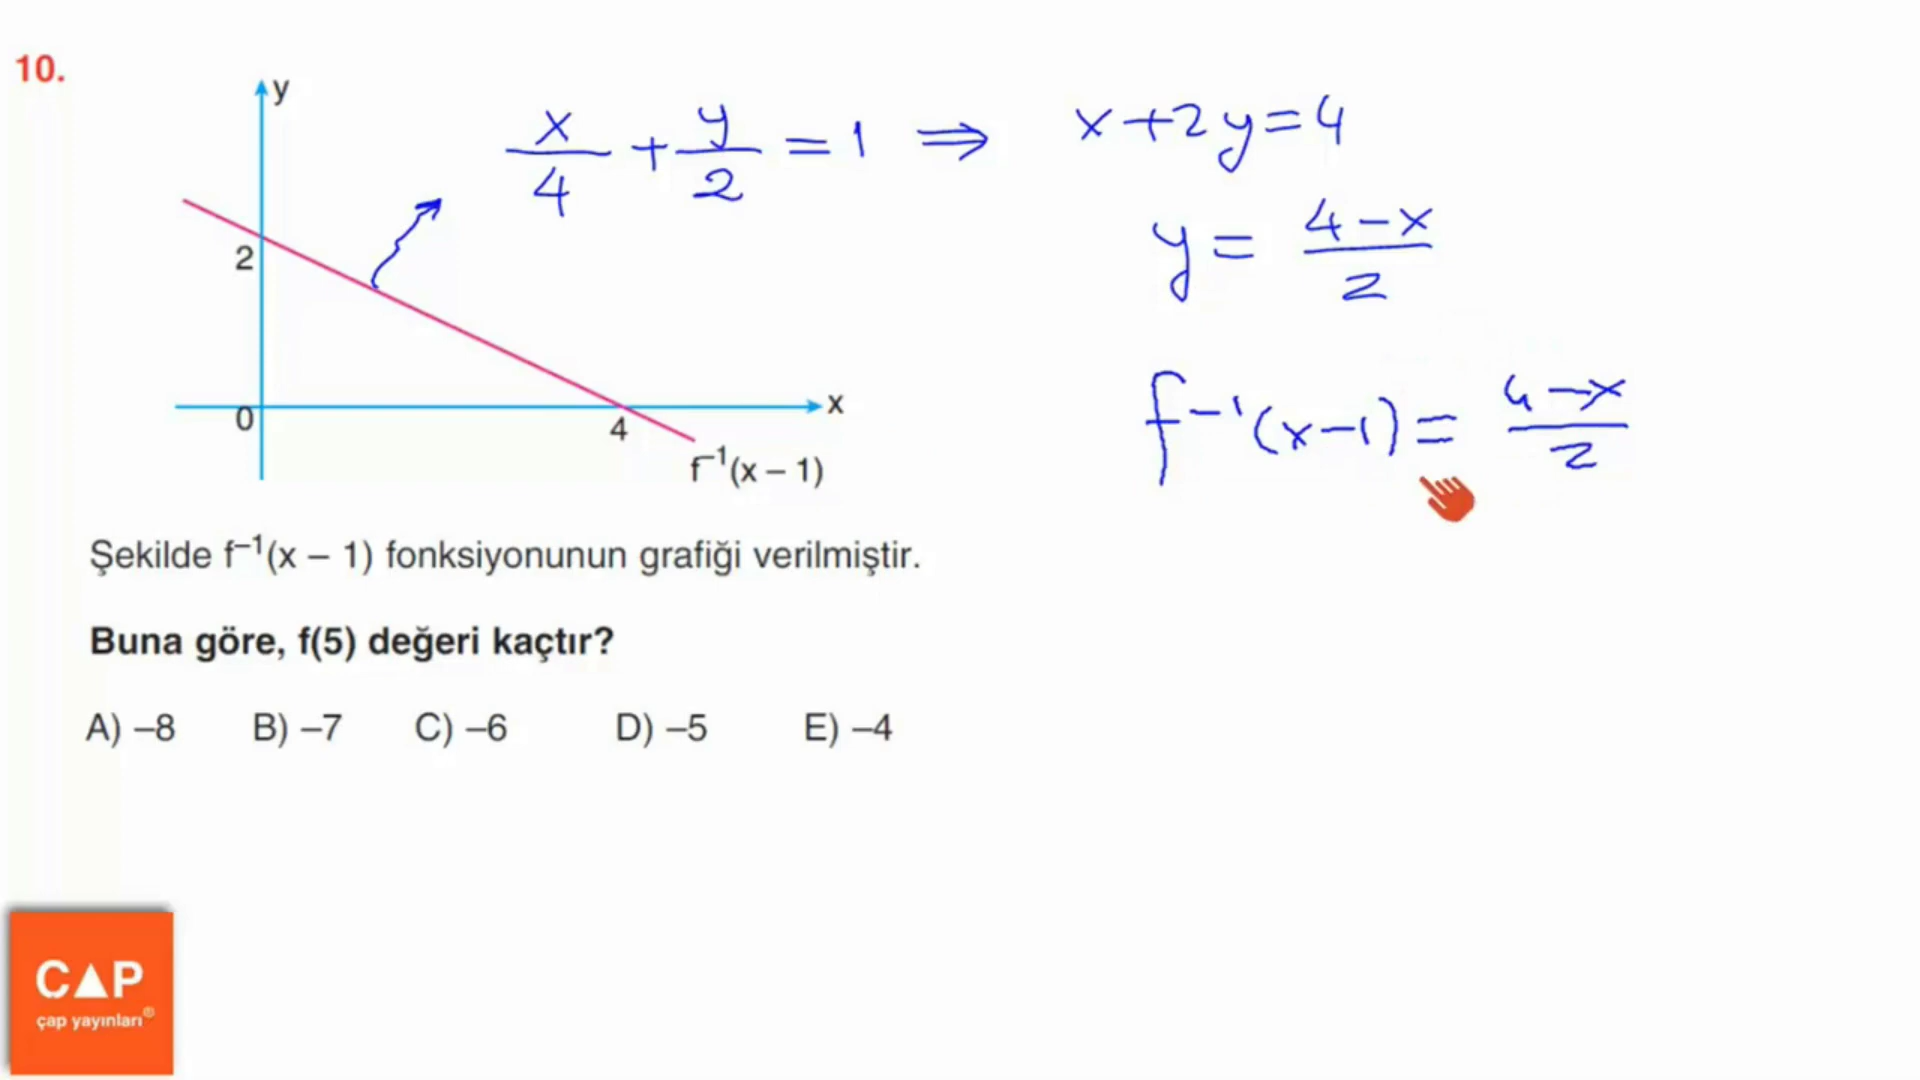 10.
y
x/4 + y/2 = 1 ⇒ x+2y=4
y = (4-x)/2
2
0
4
x
f⁻¹(x – 1)
f⁻¹(x-1) = (4-x)/2
Şekilde f⁻¹(x – 1) fonksiyonunun grafiği verilmiştir.
Buna göre, f(5) değeri kaçtır?
A) –8 B) –7 C) –6 D) –5 E) –4
ÇAP
çap yayınları®